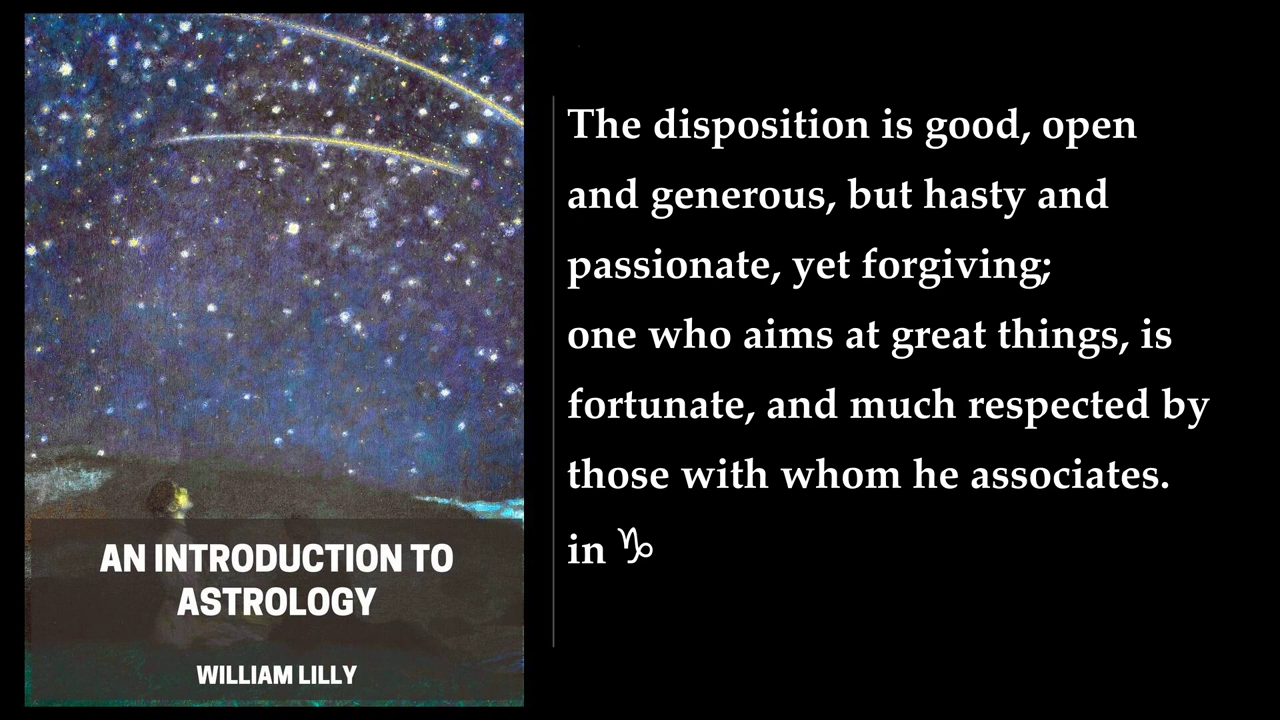 AN INTRODUCTION TO
ASTROLOGY
WILLIAM LILLY
The disposition is good, open
and generous, but hasty and
passionate, yet forgiving;
one who aims at great things, is
fortunate, and much respected by
those with whom he associates.
in ♑